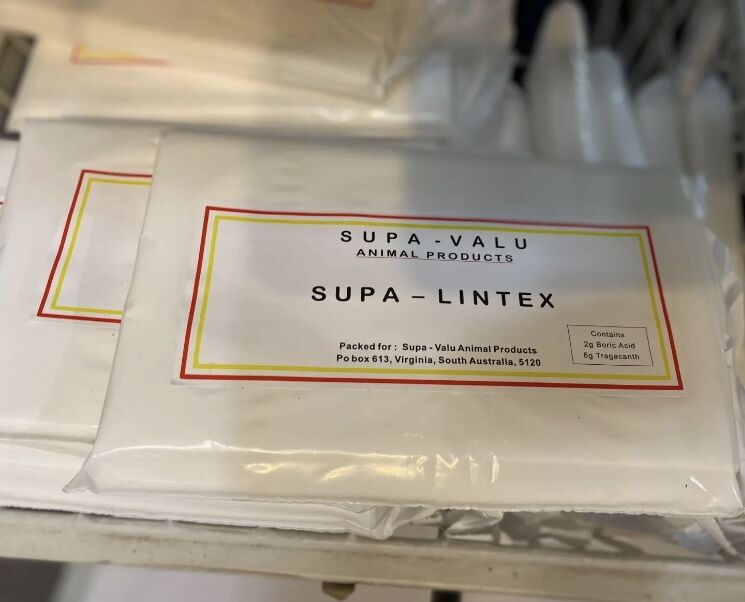 SUPA - VALU
ANIMAL PRODUCTS
SUPA – LINTEX
Packed for : Supa - Valu Animal Products
Po box 613, Virginia, South Australia, 5120
Contains
2g Boric Acid
6g Tragacanth